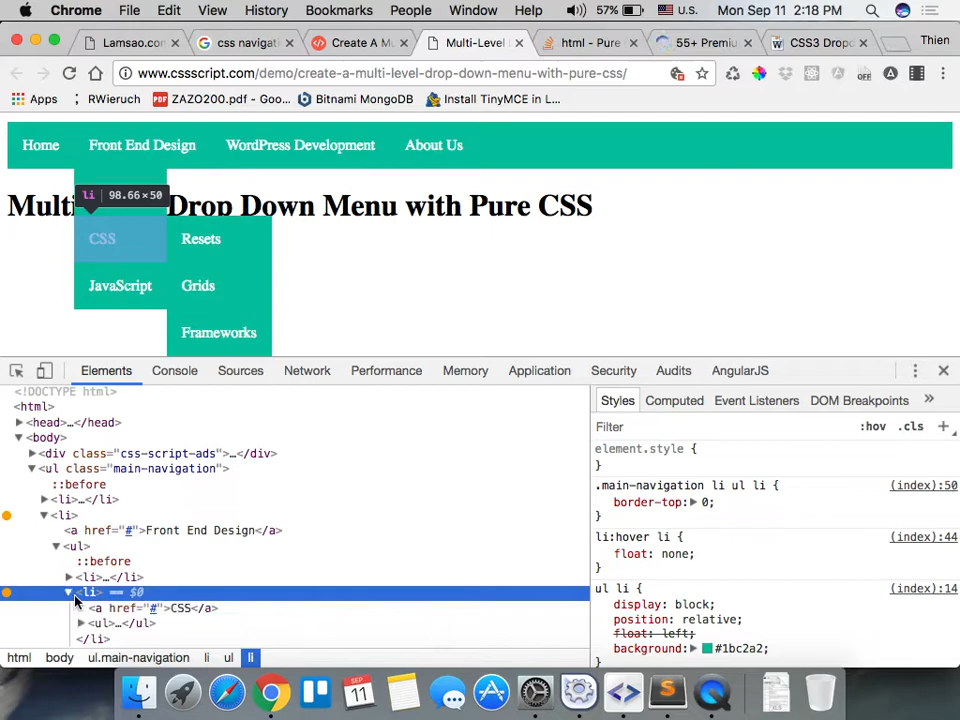 Chrome File Edit View History Bookmarks People Window Help 57% U.S. Mon Sep 11 2:18 PM
Lamsao.com × css navigati × Create A M × Multi-Level × html - Pure × 55+ Premiu × CSS3 Dropc × Thien
www.cssscript.com/demo/create-a-multi-level-drop-down-menu-with-pure-css/ OFF
Apps RWieruch ZAZO200.pdf - Goo... Bitnami MongoDB Install TinyMCE in L...
Home Front End Design WordPress Development About Us
li 98.66×50
Multi Drop Down Menu with Pure CSS
CSS Resets
JavaScript Grids
Frameworks
Elements Console Sources Network Performance Memory Application Security Audits AngularJS
<!DOCTYPE html>
<html>
<head>…</head>
<body>
<div class="css-script-ads">…</div>
<ul class="main-navigation">
::before
<li>…</li>
<li>
<a href="#">Front End Design</a>
<ul>
::before
<li>…</li>
<li> == $0
<a href="#">CSS</a>
<ul>…</ul>
</li>
html body ul.main-navigation li ul li
Styles Computed Event Listeners DOM Breakpoints »
Filter :hov .cls +
element.style {
}
.main-navigation li ul li { (index):50
border-top: 0;
}
li:hover li { (index):44
float: none;
}
ul li { (index):14
display: block;
position: relative;
float: left;
background: #1bc2a2;
}
SEP
11